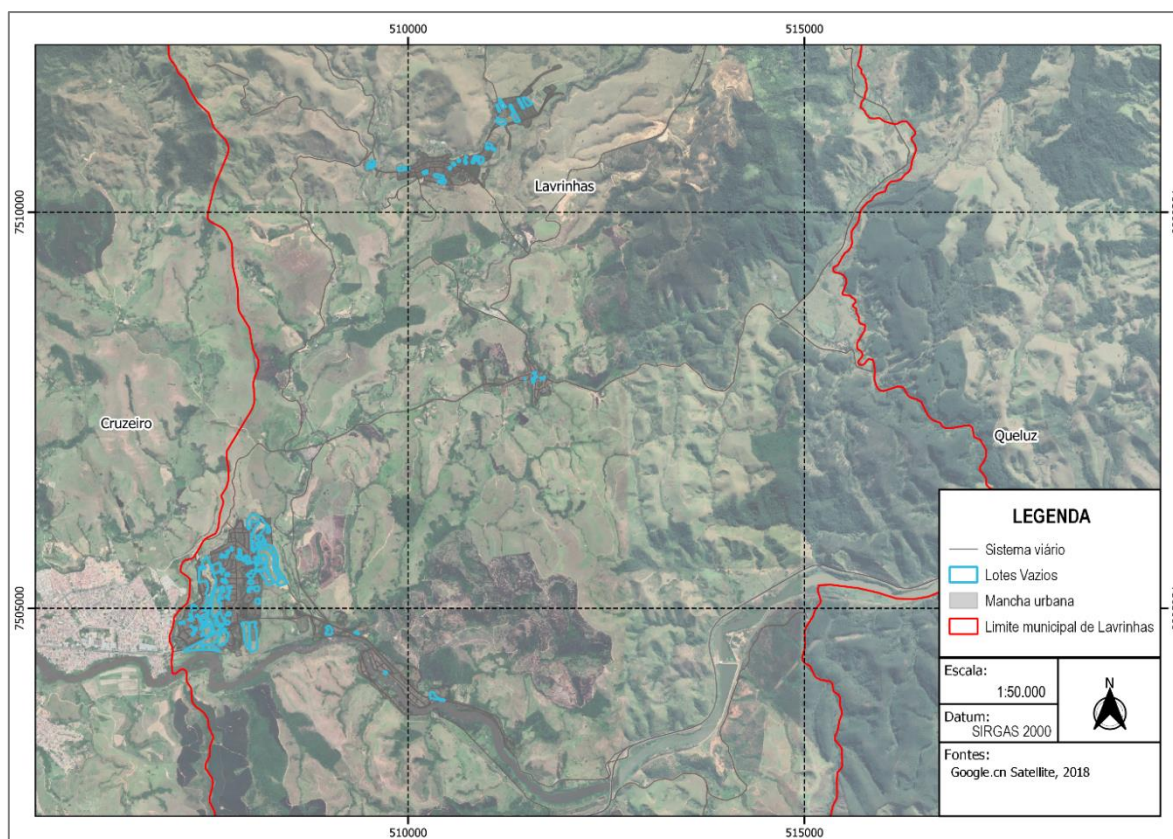 510000
515000
Lavrinhas
7510000
Cruzeiro
Queluz
LEGENDA
Sistema viário
Lotes Vazios
Mancha urbana
Limite municipal de Lavrinhas
7505000
Escala:
1:50.000
N
Datum:
SIRGAS 2000
Fontes:
Google.cn Satellite, 2018
510000
515000